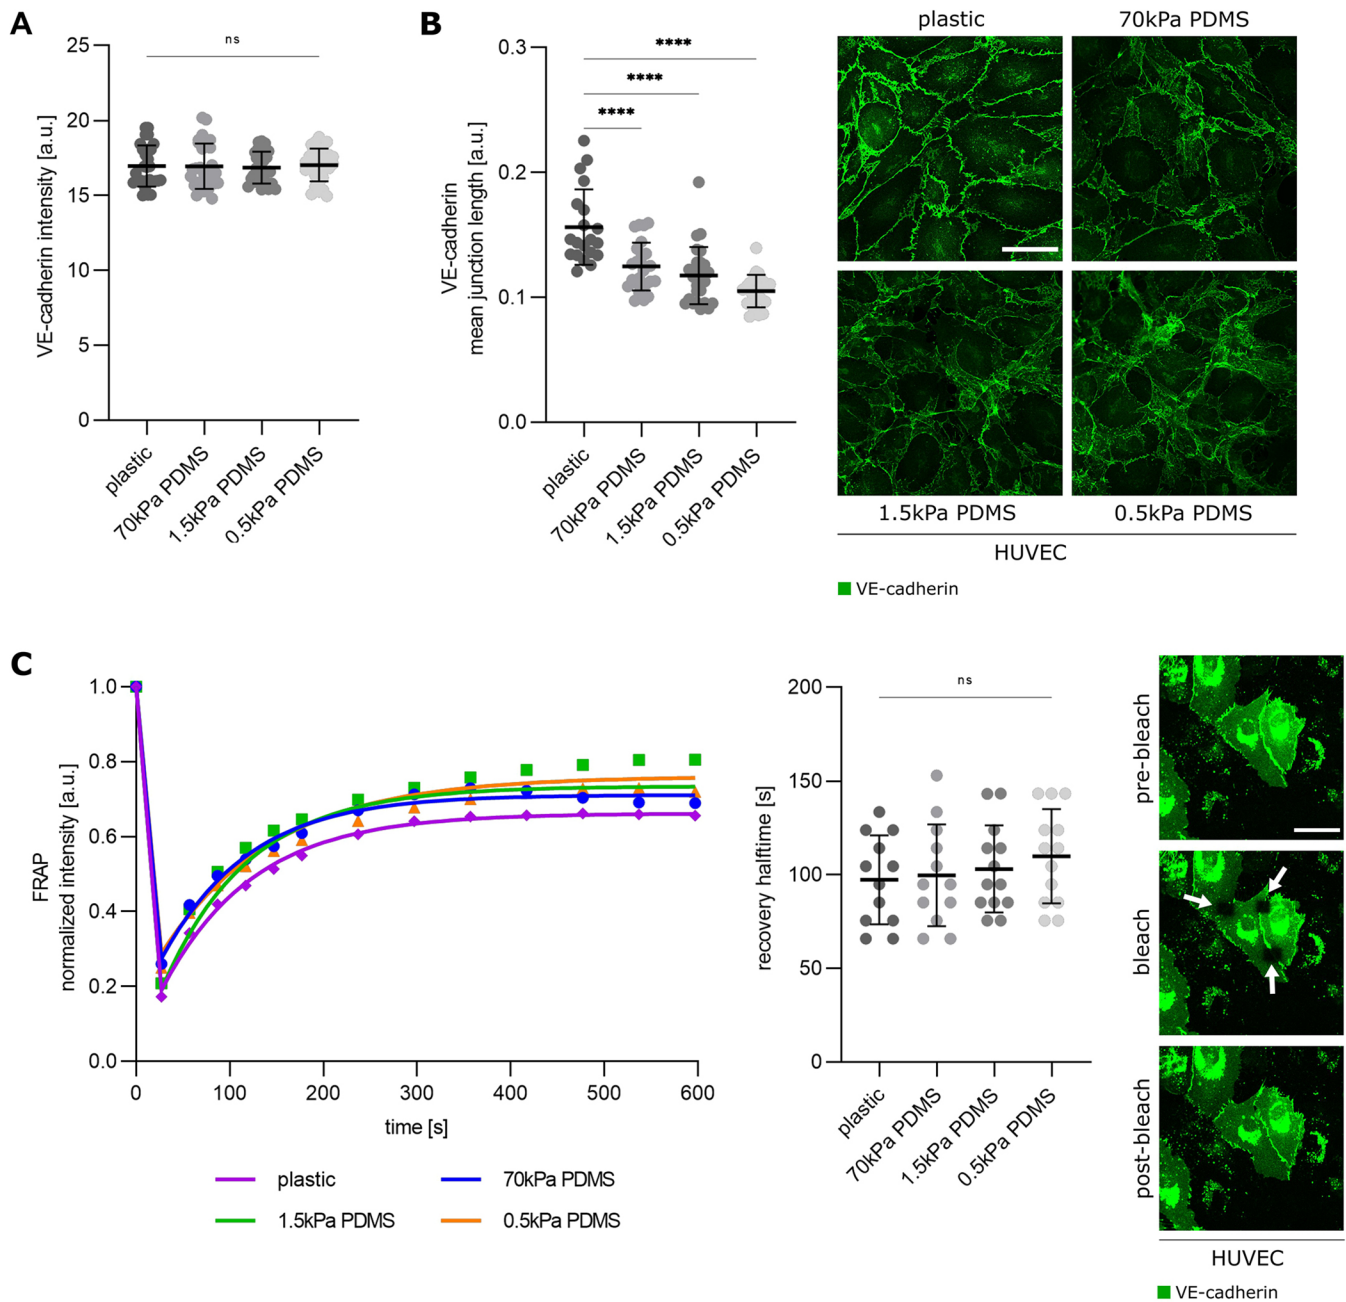 A
ns
25
20
15
10
5
0
VE-cadherin intensity [a.u.]
plastic
70kPa PDMS
1.5kPa PDMS
0.5kPa PDMS
B
****
****
****
0.3
0.2
0.1
0.0
VE-cadherin
mean junction length [a.u.]
plastic
70kPa PDMS
1.5kPa PDMS
0.5kPa PDMS
plastic
70kPa PDMS
1.5kPa PDMS
0.5kPa PDMS
HUVEC
VE-cadherin
C
1.0
0.8
0.6
0.4
0.2
0.0
FRAP
normalized intensity [a.u.]
0
100
200
300
400
500
600
time [s]
plastic
70kPa PDMS
1.5kPa PDMS
0.5kPa PDMS
ns
200
150
100
50
0
recovery halftime [s]
plastic
70kPa PDMS
1.5kPa PDMS
0.5kPa PDMS
pre-bleach
bleach
post-bleach
HUVEC
VE-cadherin